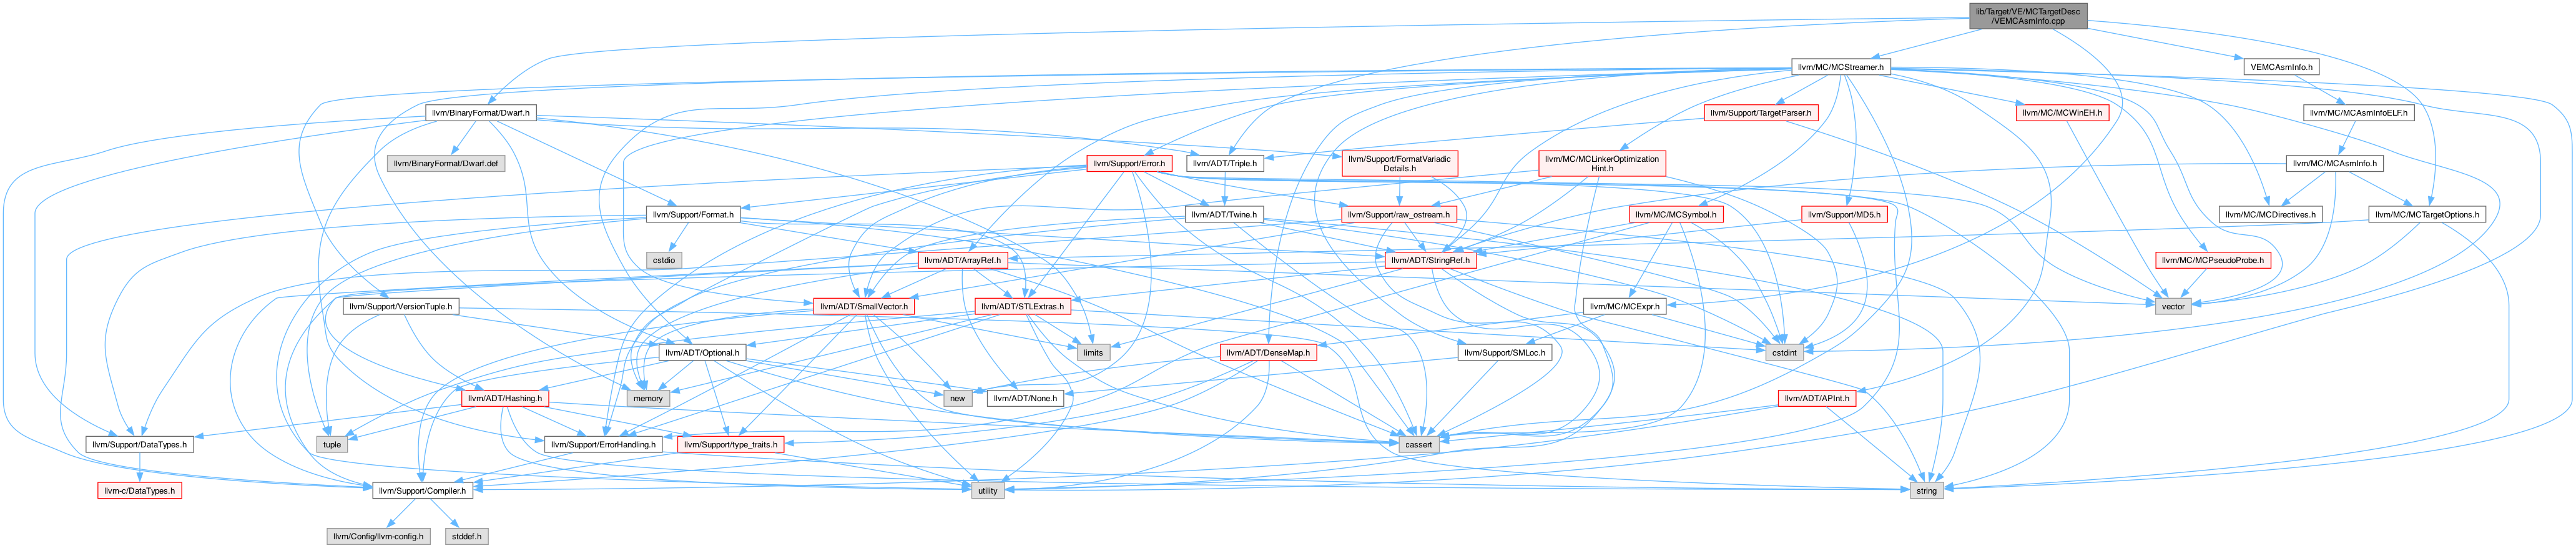 lib/Target/VE/MCTargetDesc
/VEMCAsmInfo.cpp
llvm/MC/MCStreamer.h
VEMCAsmInfo.h
llvm/BinaryFormat/Dwarf.h
llvm/Support/TargetParser.h
llvm/MC/MCWinEH.h
llvm/MC/MCAsmInfoELF.h
llvm/BinaryFormat/Dwarf.def
llvm/Support/Error.h
llvm/ADT/Triple.h
llvm/Support/FormatVariadic
Details.h
llvm/MC/MCLinkerOptimization
Hint.h
llvm/MC/MCAsmInfo.h
llvm/Support/Format.h
llvm/ADT/Twine.h
llvm/Support/raw_ostream.h
llvm/MC/MCSymbol.h
llvm/Support/MD5.h
llvm/MC/MCDirectives.h
llvm/MC/MCTargetOptions.h
cstdio
llvm/ADT/ArrayRef.h
llvm/ADT/StringRef.h
llvm/MC/MCPseudoProbe.h
llvm/Support/VersionTuple.h
llvm/ADT/SmallVector.h
llvm/ADT/STLExtras.h
llvm/MC/MCExpr.h
vector
llvm/ADT/Optional.h
limits
llvm/ADT/DenseMap.h
llvm/Support/SMLoc.h
cstdint
llvm/ADT/Hashing.h
memory
new
llvm/ADT/None.h
llvm/ADT/APInt.h
llvm/Support/DataTypes.h
tuple
llvm/Support/ErrorHandling.h
llvm/Support/type_traits.h
cassert
llvm-c/DataTypes.h
llvm/Support/Compiler.h
utility
string
llvm/Config/llvm-config.h
stddef.h